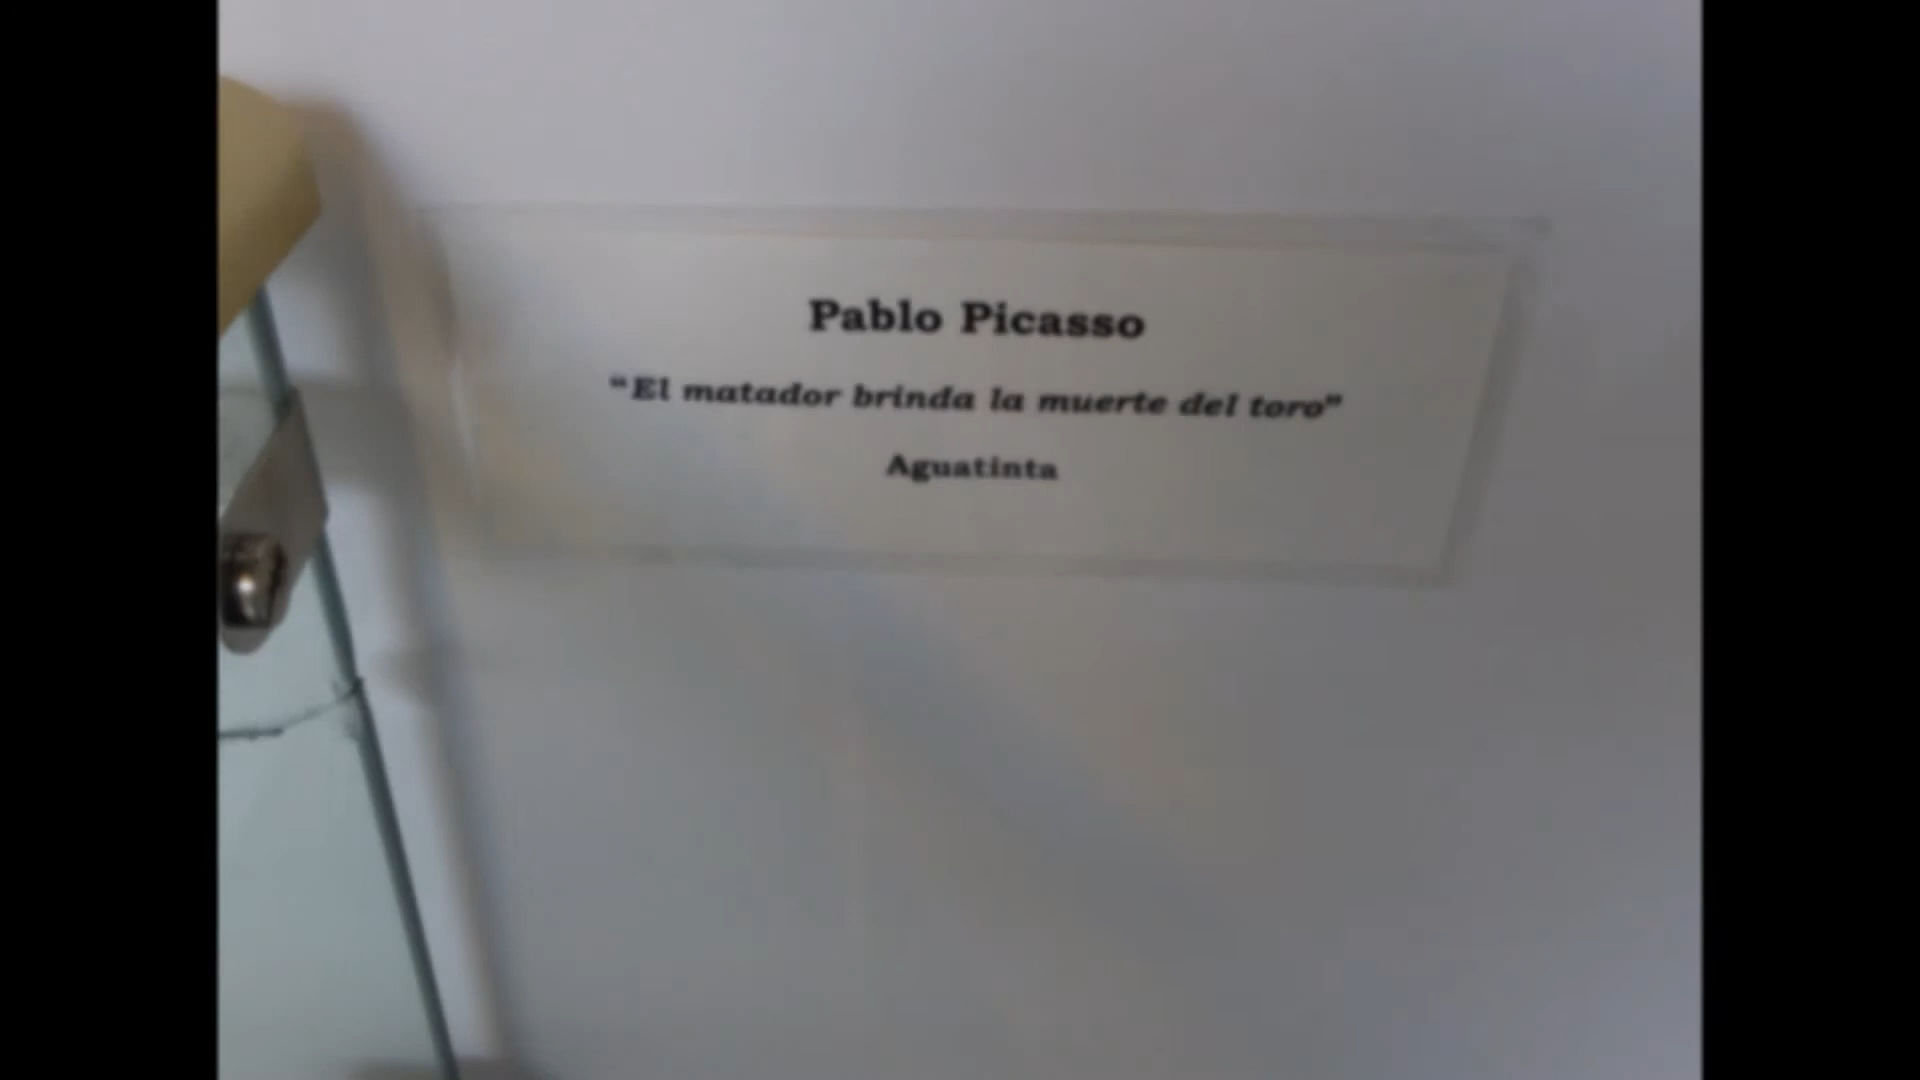 Pablo Picasso
“El matador brinda la muerte del toro”
Aguatinta